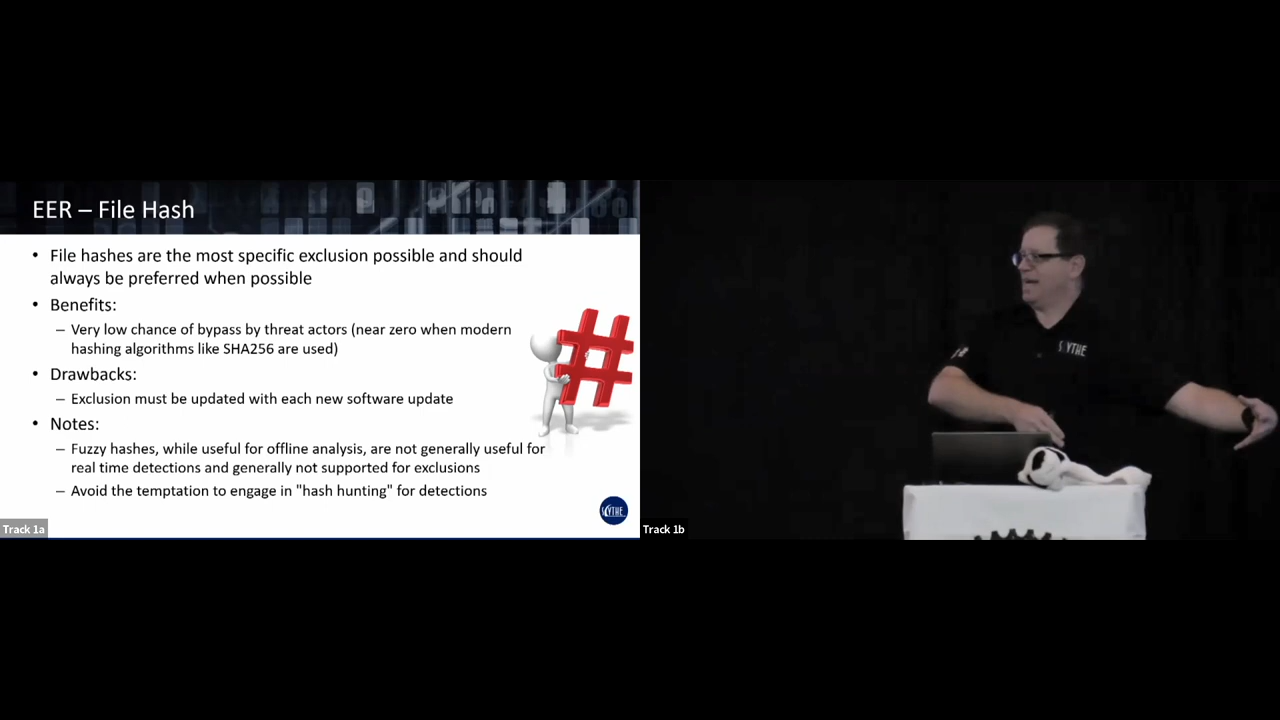 EER – File Hash
• File hashes are the most specific exclusion possible and should
always be preferred when possible
• Benefits:
– Very low chance of bypass by threat actors (near zero when modern
hashing algorithms like SHA256 are used)
• Drawbacks:
– Exclusion must be updated with each new software update
• Notes:
– Fuzzy hashes, while useful for offline analysis, are not generally useful for
real time detections and generally not supported for exclusions
– Avoid the temptation to engage in "hash hunting" for detections
#
SCYTHE
Track 1a
SCYTHE
Track 1b